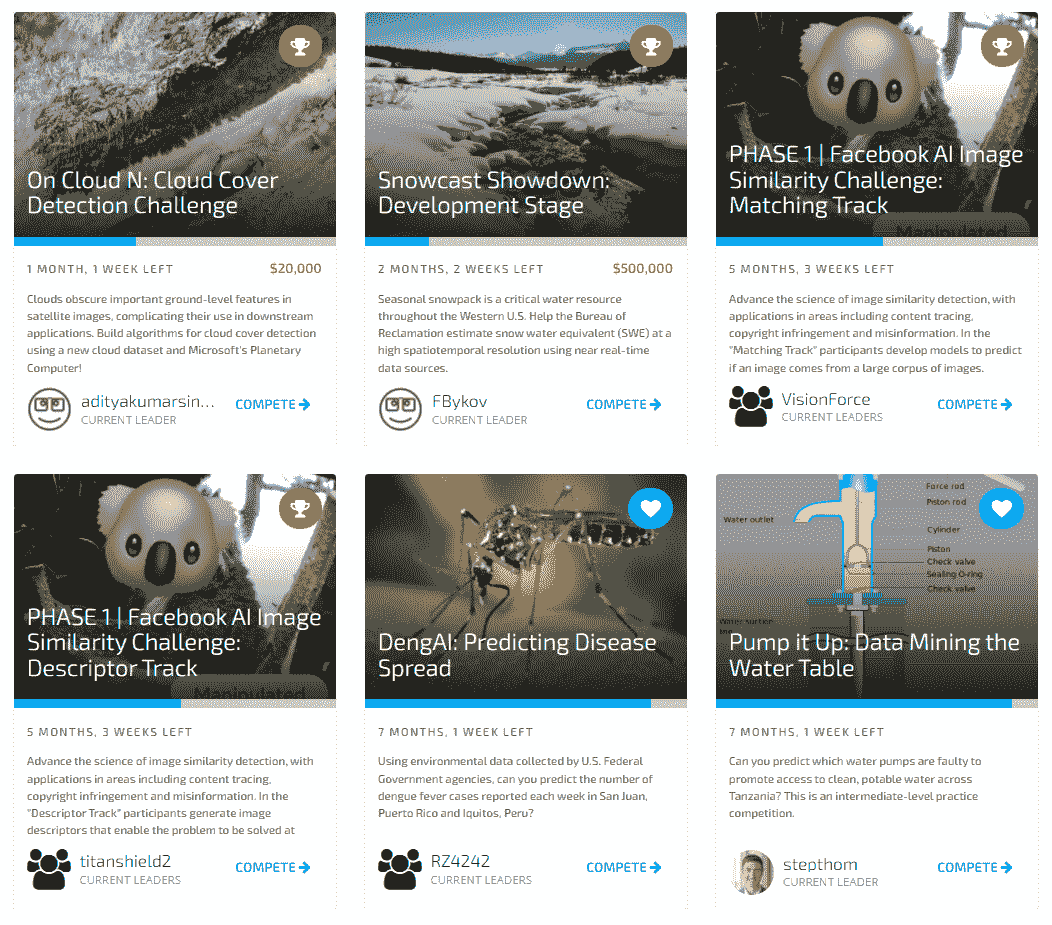 On Cloud N: Cloud Cover
Detection Challenge
1 MONTH, 1 WEEK LEFT
$20,000
Clouds obscure important ground-level features in
satellite images, complicating their use in downstream
applications. Build algorithms for cloud cover detection
using a new cloud dataset and Microsoft's Planetary
Computer!
adityakumarsin...
CURRENT LEADER
COMPETE
Snowcast Showdown:
Development Stage
2 MONTHS, 2 WEEKS LEFT
$500,000
Seasonal snowpack is a critical water resource
throughout the Western U.S. Help the Bureau of
Reclamation estimate snow water equivalent (SWE) at a
high spatiotemporal resolution using near real-time
data sources.
FBykov
CURRENT LEADER
COMPETE
PHASE 1 | Facebook AI Image
Similarity Challenge:
Matching Track
Manipulated
5 MONTHS, 3 WEEKS LEFT
Advance the science of image similarity detection, with
applications in areas including content tracing,
copyright infringement and misinformation. In the
"Matching Track" participants develop models to predict
if an image comes from a large corpus of images.
VisionForce
CURRENT LEADERS
COMPETE
PHASE 1 | Facebook AI Image
Similarity Challenge:
Descriptor Track
Manipulated
5 MONTHS, 3 WEEKS LEFT
Advance the science of image similarity detection, with
applications in areas including content tracing,
copyright infringement and misinformation. In the
"Descriptor Track" participants generate image
descriptors that enable the problem to be solved at
titanshield2
CURRENT LEADERS
COMPETE
DengAI: Predicting Disease
Spread
7 MONTHS, 1 WEEK LEFT
Using environmental data collected by U.S. Federal
Government agencies, can you predict the number of
dengue fever cases reported each week in San Juan,
Puerto Rico and Iquitos, Peru?
RZ4242
CURRENT LEADERS
COMPETE
Force rod
Piston rod
Water outlet
Cylinder
Piston
Check valve
Sealing O-ring
Check valve
Water suction
Pump it Up: Data Mining the
Water Table
7 MONTHS, 1 WEEK LEFT
Can you predict which water pumps are faulty to
promote access to clean, potable water across
Tanzania? This is an intermediate-level practice
competition.
stepthom
CURRENT LEADER
COMPETE